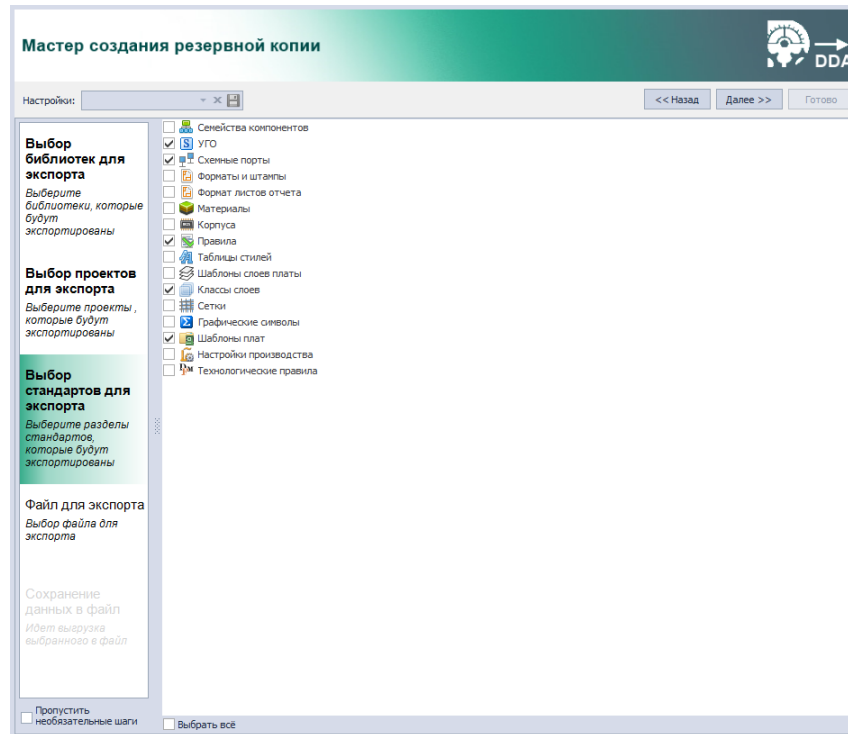 Мастер создания резервной копии
DDA
Настройки:
<< Назад
Далее >>
Готово
Выбор
библиотек для
экспорта
Выберите
библиотеки, которые
будут
экспортированы
Выбор проектов
для экспорта
Выберите проекты ,
которые будут
экспортированы
Выбор
стандартов для
экспорта
Выберите разделы
стандартов,
которые будут
экспортированы
Файл для экспорта
Выбор файла для
экспорта
Сохранение
данных в файл
Идет выгрузка
выбранного в файл
Пропустить
необязательные шаги
Семейства компонентов
S УГО
Схемные порты
Форматы и штампы
Формат листов отчета
Материалы
Корпуса
Правила
Таблицы стилей
Шаблоны слоев платы
Классы слоев
Сетки
Σ Графические символы
Шаблоны плат
Настройки производства
Технологические правила
Выбрать всё